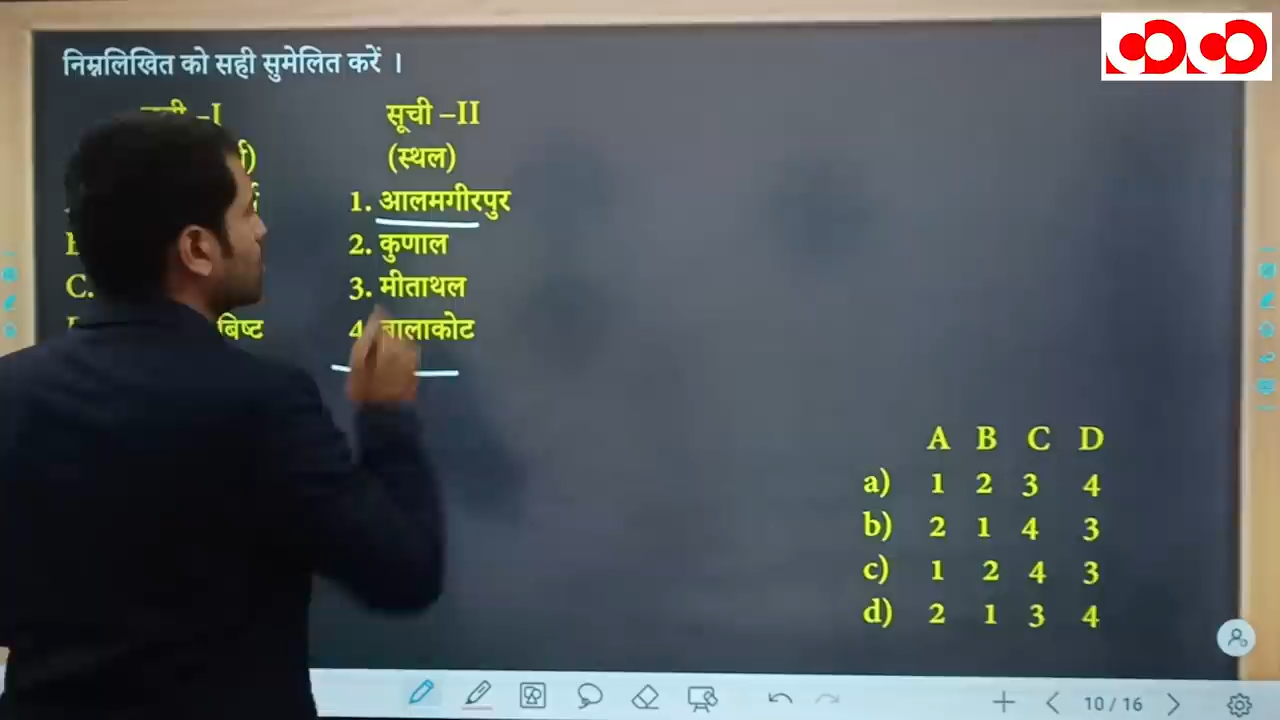 निम्नलिखित को सही सुमेलित करें ।
–I सूची –II
(स्थल)
1. आलमगीरपुर
2. कुणाल
C. 3. मीताथल
4. बालाकोट
A B C D
a) 1 2 3 4
b) 2 1 4 3
c) 1 2 4 3
d) 2 1 3 4
10 / 16